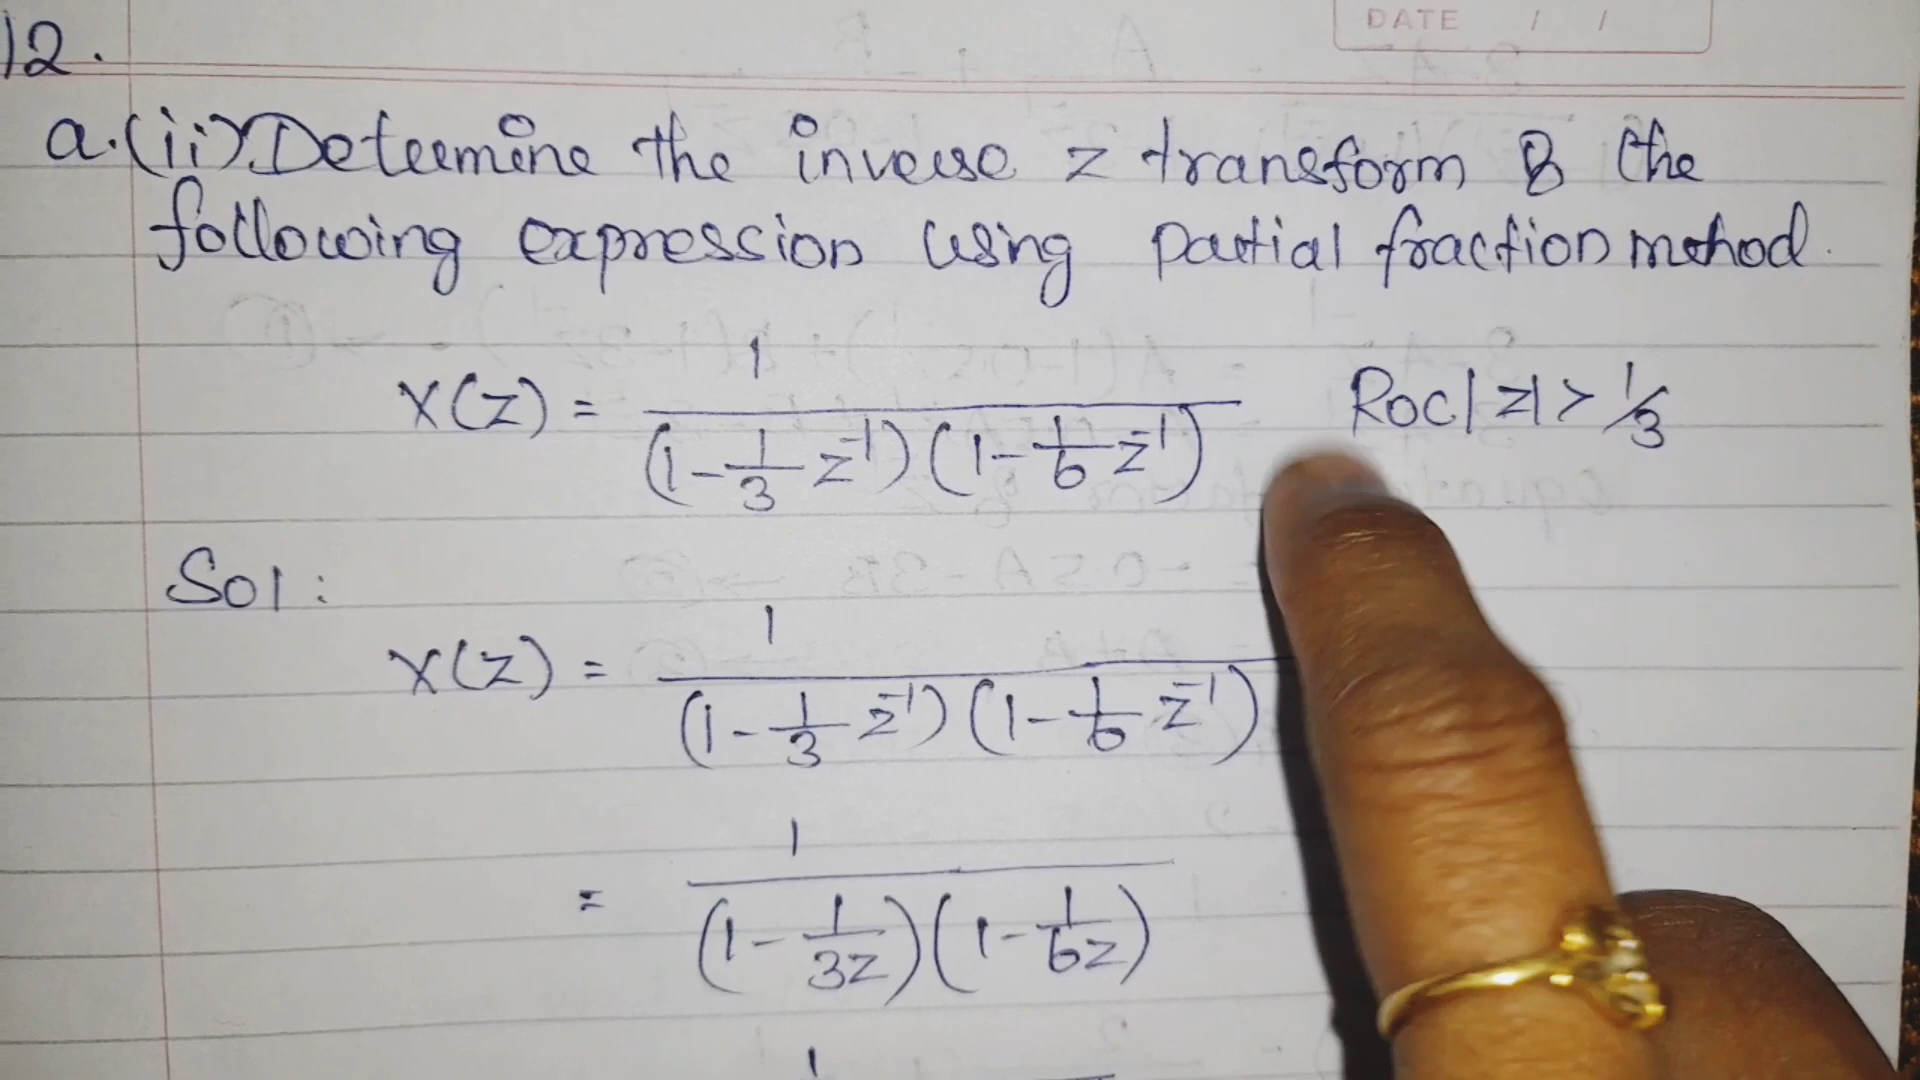 DATE / /
12.
a.(ii) Determine the inverse z transform of the
following expression using partial fraction method.
X(z) = 1 / (1 - 1/3 z⁻¹)(1 - 1/6 z⁻¹) Roc |z| > 1/3
Sol:
X(z) = 1 / (1 - 1/3 z⁻¹)(1 - 1/6 z⁻¹)
= 1 / (1 - 1/3z)(1 - 1/6z)
1